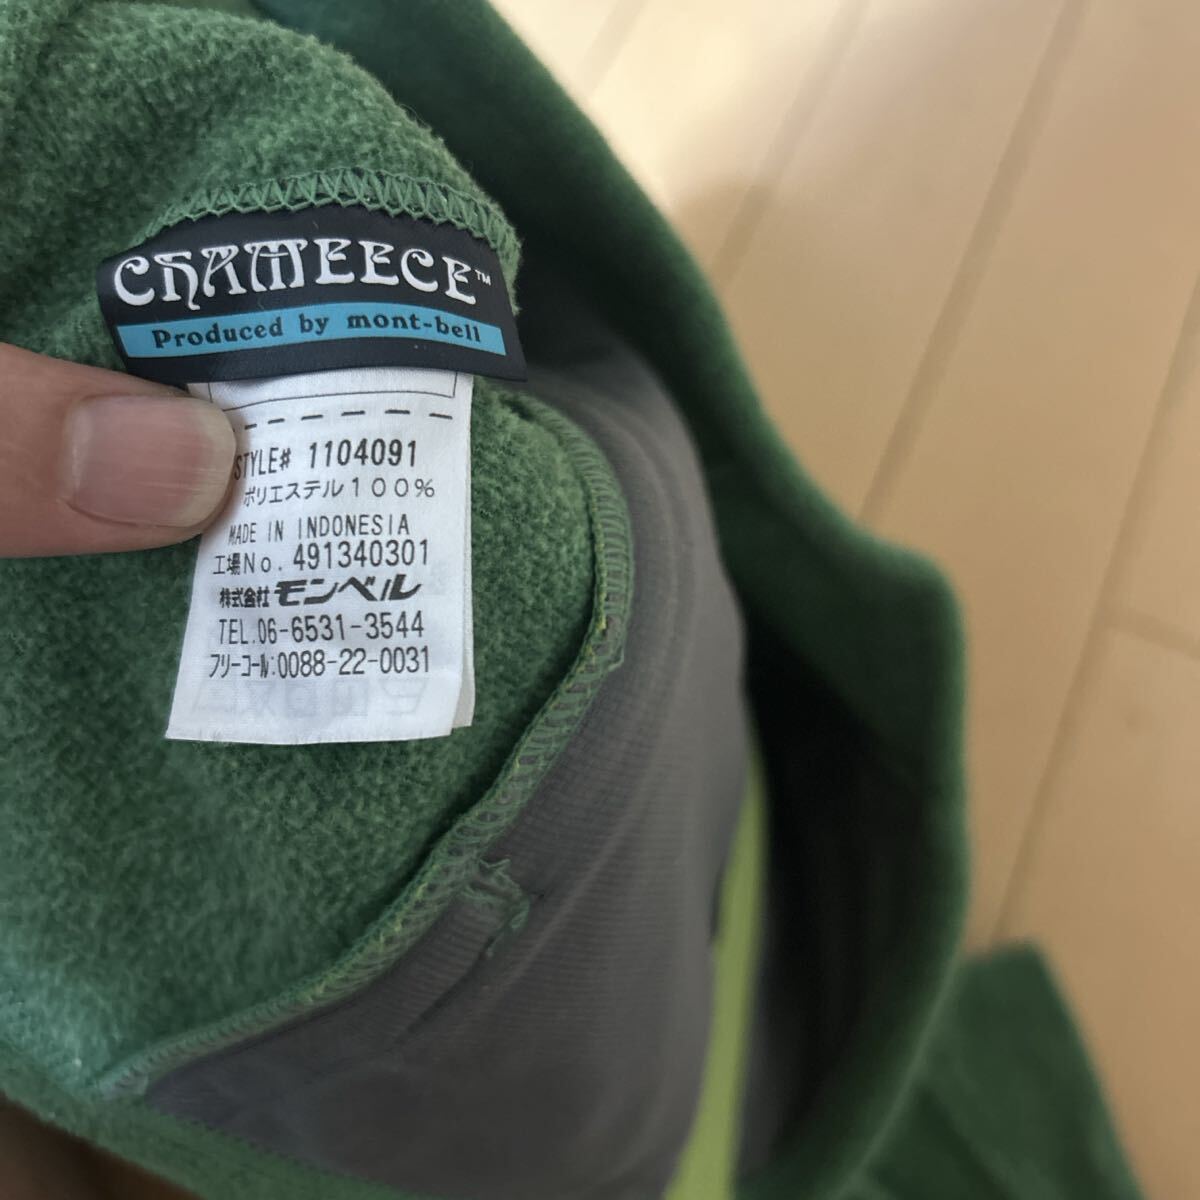 CHAMEECE™
Produced by mont-bell
STYLE# 1104091
ポリエステル100%
MADE IN INDONESIA
工場No. 491340301
株式会社 モンベル
TEL.06-6531-3544
フリーコール:0088-22-0031